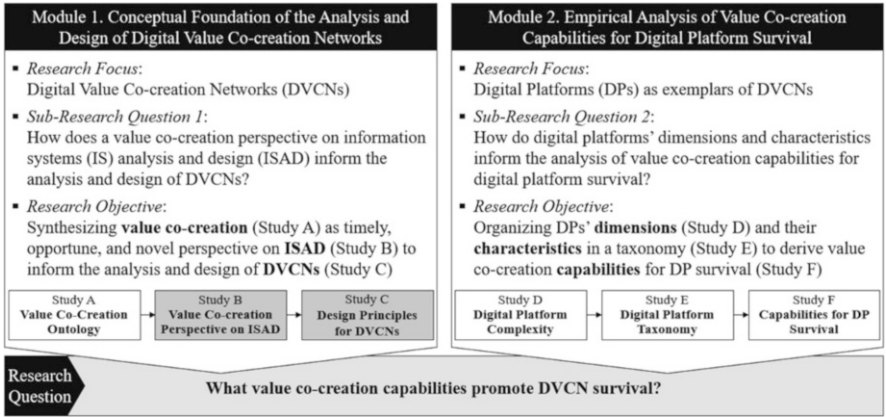 Module 1. Conceptual Foundation of the Analysis and
Design of Digital Value Co-creation Networks
▪ Research Focus:
Digital Value Co-creation Networks (DVCNs)
▪ Sub-Research Question 1:
How does a value co-creation perspective on information
systems (IS) analysis and design (ISAD) inform the
analysis and design of DVCNs?
▪ Research Objective:
Synthesizing value co-creation (Study A) as timely,
opportune, and novel perspective on ISAD (Study B) to
inform the analysis and design of DVCNs (Study C)
Study A
Value Co-Creation
Ontology
Study B
Value Co-creation
Perspective on ISAD
Study C
Design Principles
for DVCNs
Module 2. Empirical Analysis of Value Co-creation
Capabilities for Digital Platform Survival
▪ Research Focus:
Digital Platforms (DPs) as exemplars of DVCNs
▪ Sub-Research Question 2:
How do digital platforms’ dimensions and characteristics
inform the analysis of value co-creation capabilities for
digital platform survival?
▪ Research Objective:
Organizing DPs’ dimensions (Study D) and their
characteristics in a taxonomy (Study E) to derive value
co-creation capabilities for DP survival (Study F)
Study D
Digital Platform
Complexity
Study E
Digital Platform
Taxonomy
Study F
Capabilities for DP
Survival
Research
Question
What value co-creation capabilities promote DVCN survival?